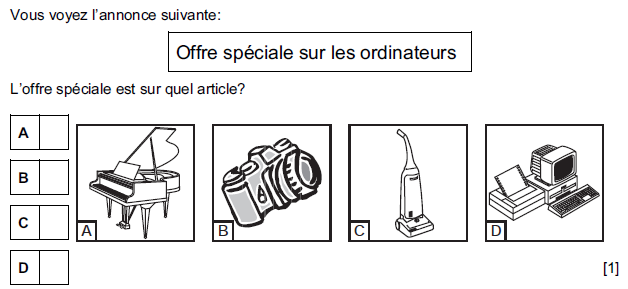 Vous voyez l'annonce suivante:
Offre spéciale sur les ordinateurs
L'offre spéciale est sur quel article?
A
B
C
D
A
B
C
D
[1]